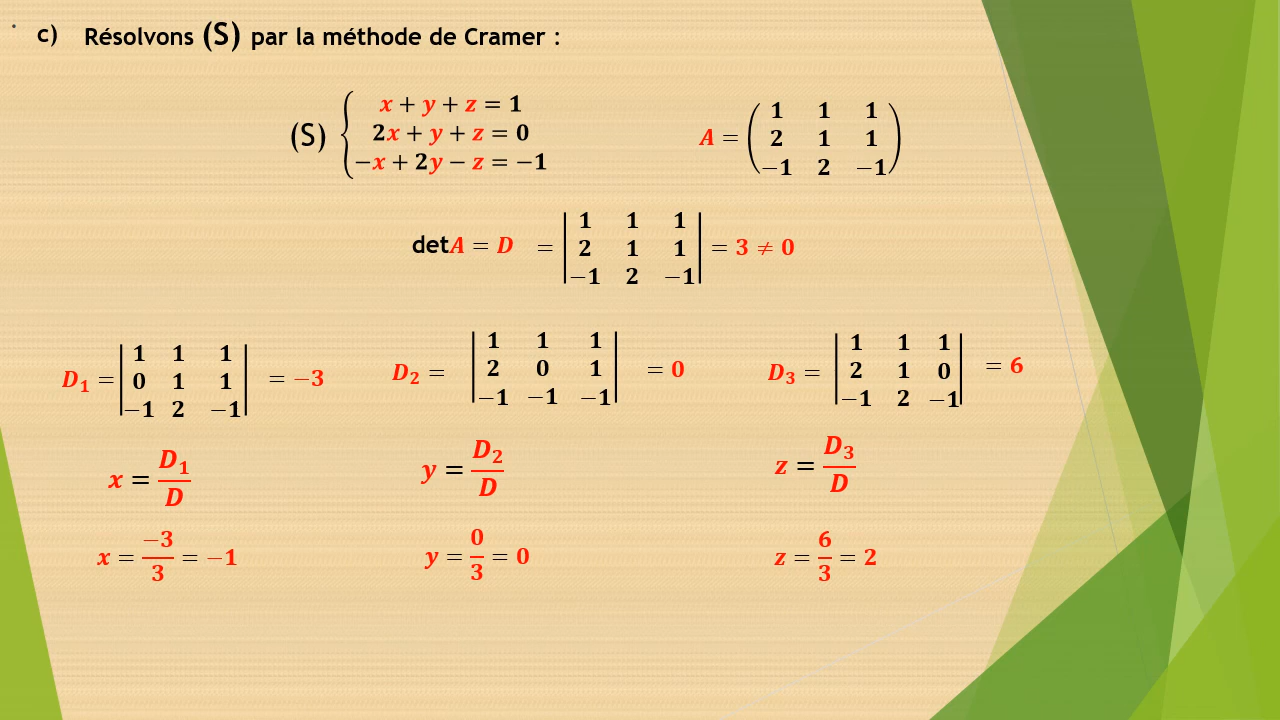 c) Résolvons (S) par la méthode de Cramer :
(S) { x + y + z = 1
2x + y + z = 0
−x + 2y − z = −1
A = ( 1 1 1
2 1 1
−1 2 −1 )
detA = D = | 1 1 1
2 1 1
−1 2 −1 | = 3 ≠ 0
D₁ = | 1 1 1
0 1 1
−1 2 −1 | = −3
D₂ = | 1 1 1
2 0 1
−1 −1 −1 | = 0
D₃ = | 1 1 1
2 1 0
−1 2 −1 | = 6
x = D₁/D
y = D₂/D
z = D₃/D
x = −3/3 = −1
y = 0/3 = 0
z = 6/3 = 2